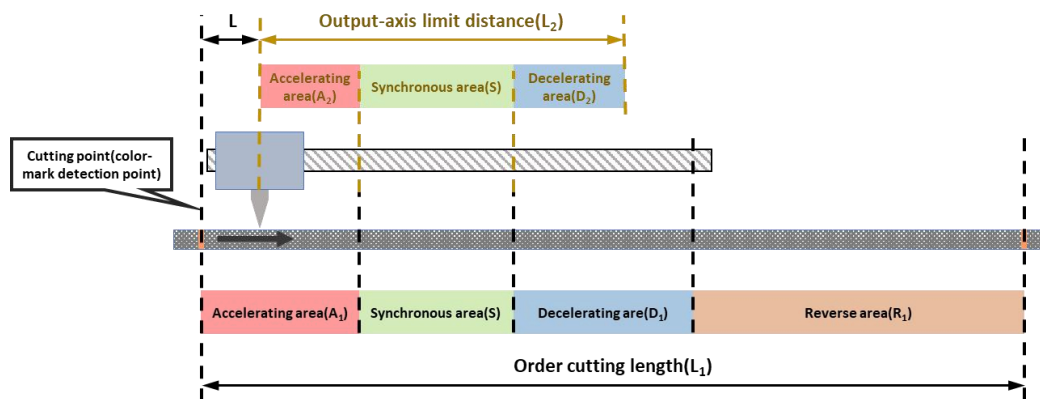 L
Output-axis limit distance(L₂)
Accelerating
area(A₂)
Synchronous area(S)
Decelerating
area(D₂)
Cutting point(color-
mark detection point)
Accelerating area(A₁)
Synchronous area(S)
Decelerating are(D₁)
Reverse area(R₁)
Order cutting length(L₁)